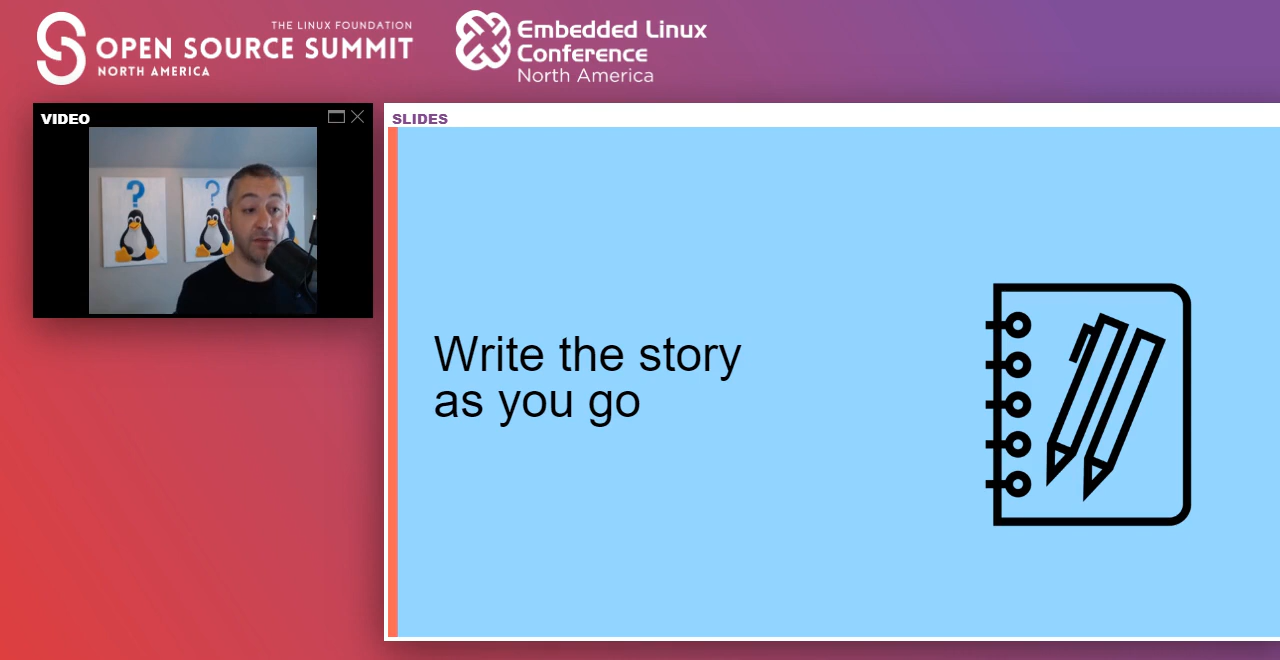 THE LINUX FOUNDATION
OPEN SOURCE SUMMIT
NORTH AMERICA
Embedded Linux
Conference
North America
VIDEO
?
?
SLIDES
Write the story
as you go